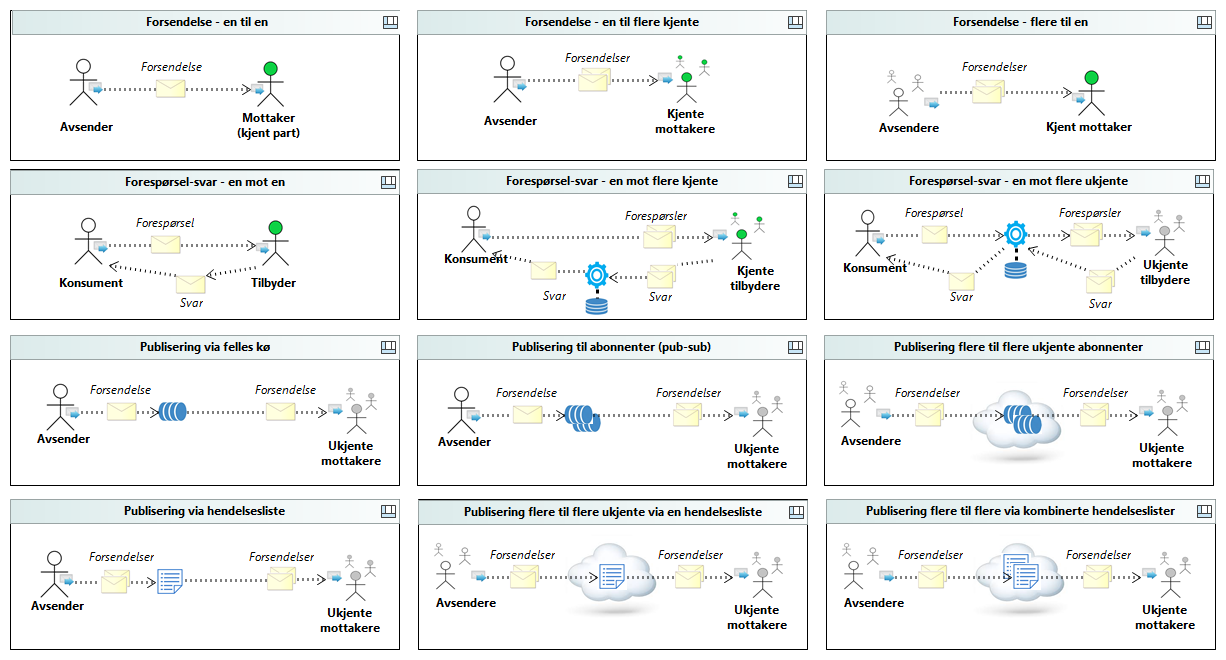 Forsendelse - en til en
Forsendelse
Avsender
Mottaker
(kjent part)
Forsendelse - en til flere kjente
Forsendelser
Avsender
Kjente
mottakere
Forsendelse - flere til en
Forsendelser
Avsendere
Kjent mottaker
Forespørsel-svar - en mot en
Forespørsel
Konsument
Tilbyder
Svar
Forespørsel-svar - en mot flere kjente
Forespørsler
Konsument
Kjente
tilbydere
Svar
Svar
Forespørsel-svar - en mot flere ukjente
Forespørsel
Forespørsler
Konsument
Ukjente
tilbydere
Svar
Svar
Publisering via felles kø
Forsendelse
Forsendelse
Avsender
Ukjente
mottakere
Publisering til abonnenter (pub-sub)
Forsendelse
Forsendelser
Avsender
Ukjente
mottakere
Publisering flere til flere ukjente abonnenter
Forsendelser
Forsendelser
Avsendere
Ukjente
mottakere
Publisering via hendelsesliste
Forsendelser
Forsendelser
Avsender
Ukjente
mottakere
Publisering flere til flere ukjente via en hendelsesliste
Forsendelser
Forsendelser
Avsendere
Ukjente
mottakere
Publisering flere til flere via kombinerte hendelseslister
Forsendelser
Forsendelser
Avsendere
Ukjente
mottakere